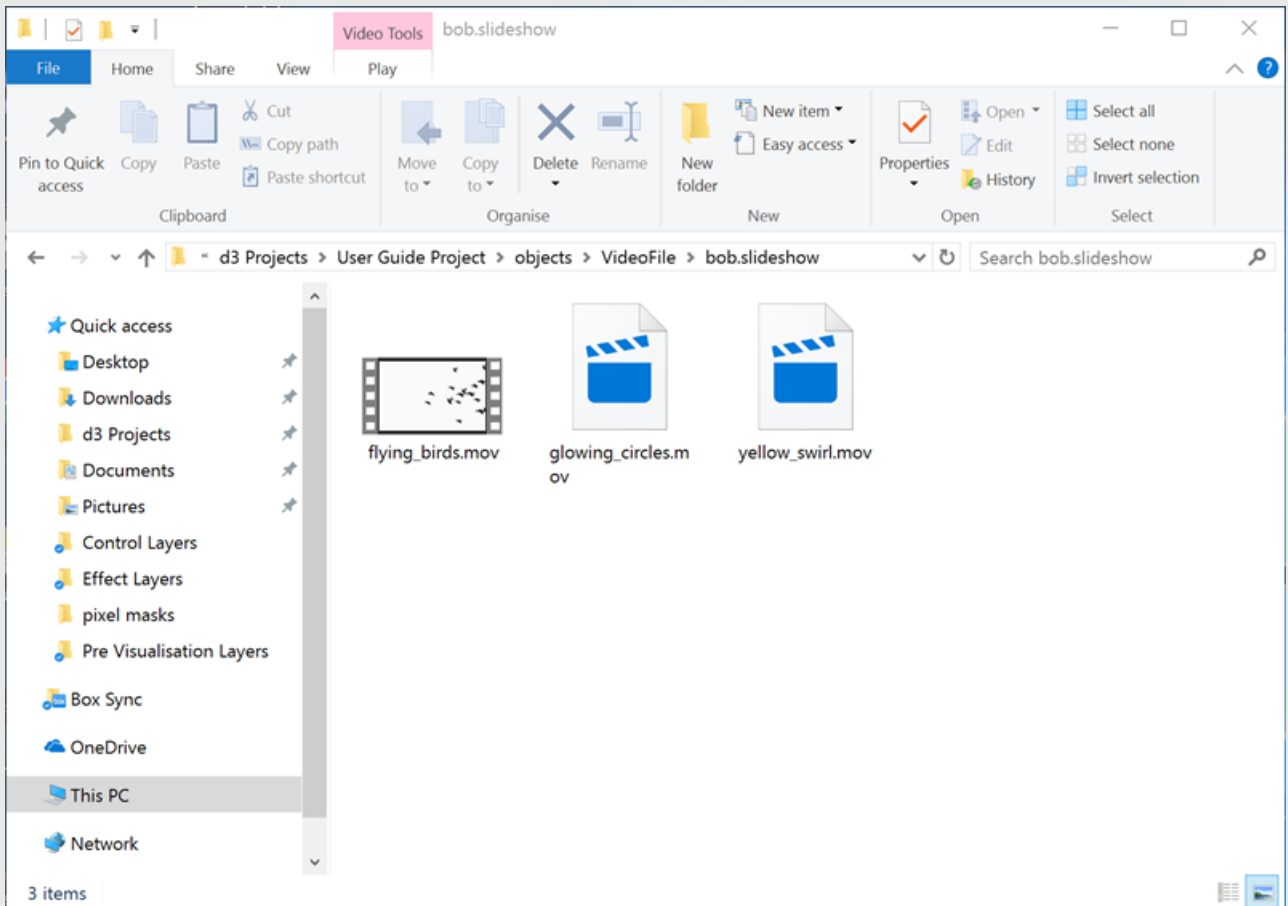 Video Tools bob.slideshow
File Home Share View Play
Pin to Quick access
Copy
Paste
Cut
Copy path
Paste shortcut
Clipboard
Move to
Copy to
Delete
Rename
Organise
New folder
New item
Easy access
New
Properties
Open
Edit
History
Open
Select all
Select none
Invert selection
Select
« d3 Projects > User Guide Project > objects > VideoFile > bob.slideshow
Search bob.slideshow
Quick access
Desktop
Downloads
d3 Projects
Documents
Pictures
Control Layers
Effect Layers
pixel masks
Pre Visualisation Layers
Box Sync
OneDrive
This PC
Network
flying_birds.mov
glowing_circles.m
ov
yellow_swirl.mov
3 items